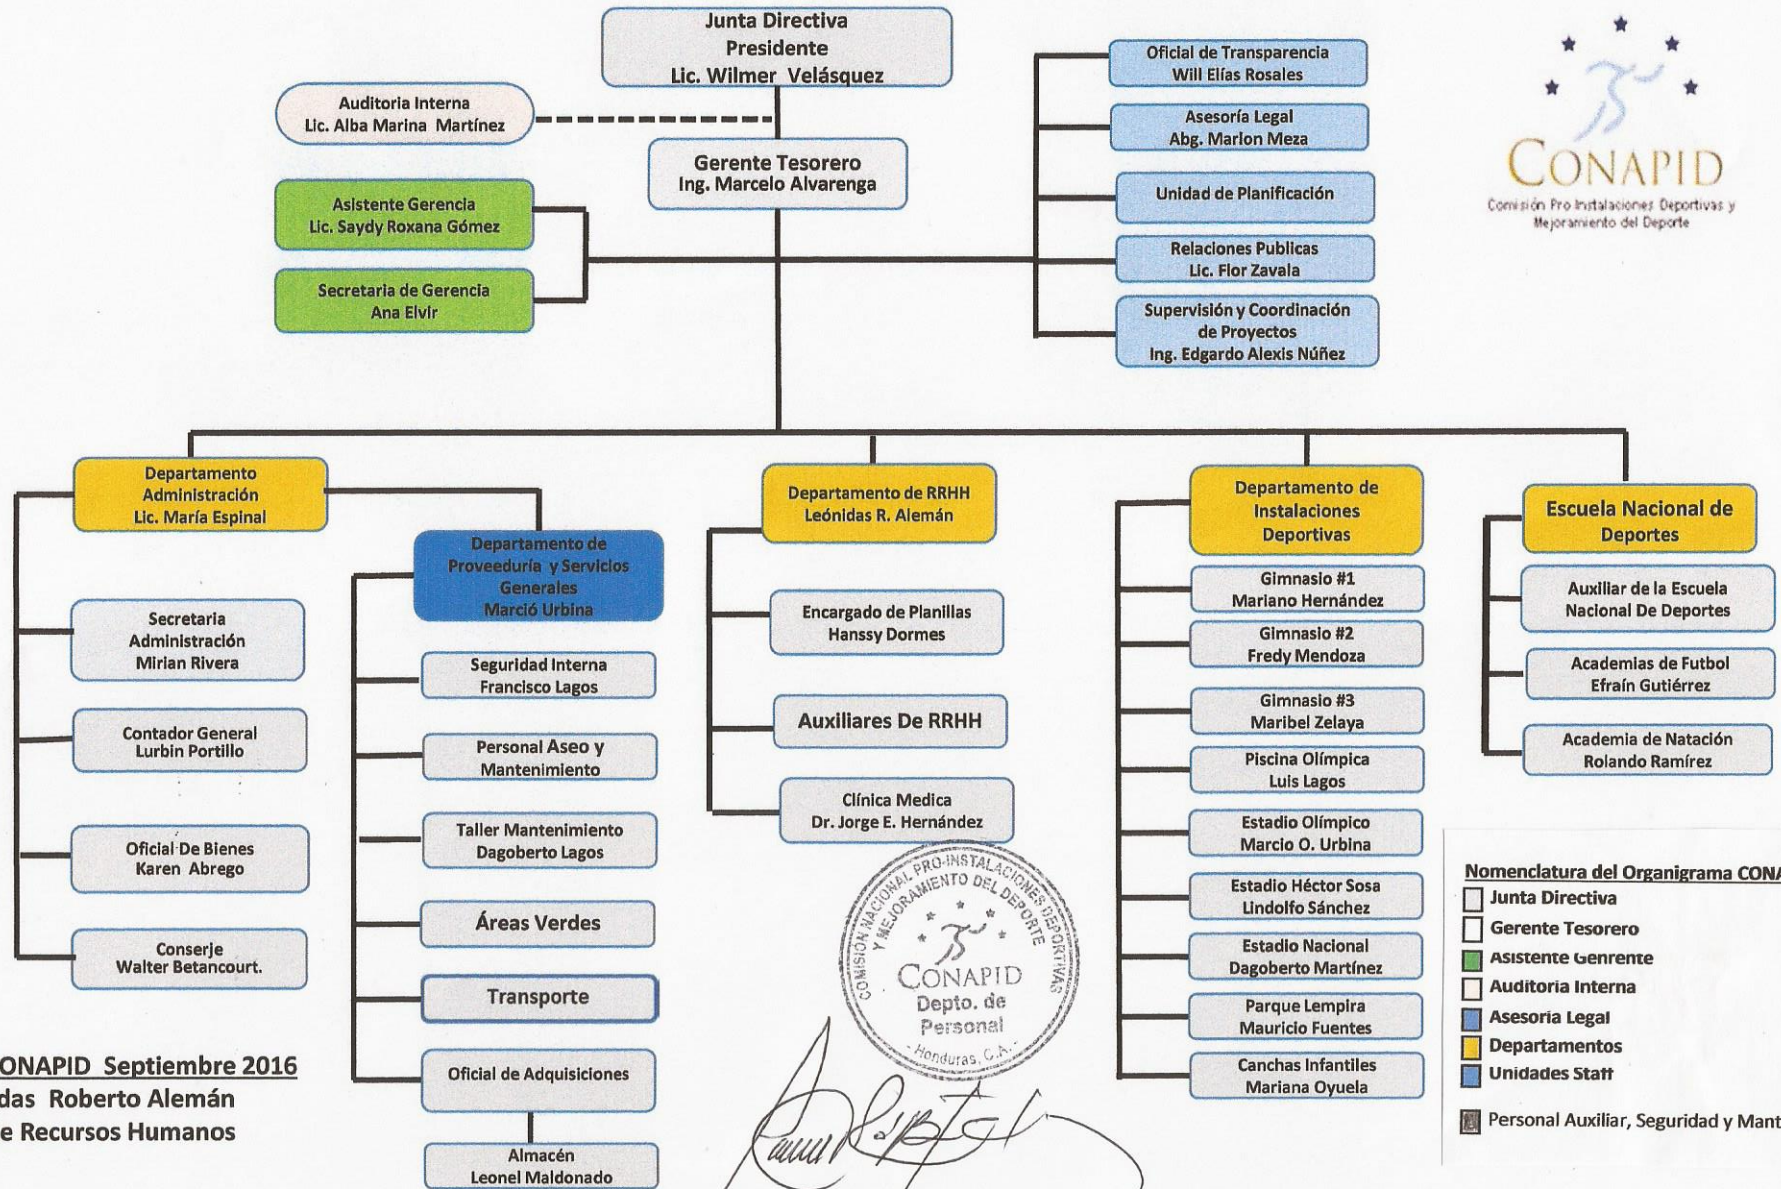 Junta Directiva
Presidente
Lic. Wilmer Velásquez
Auditoria Interna
Lic. Alba Marina Martínez
Gerente Tesorero
Ing. Marcelo Alvarenga
Asistente Gerencia
Lic. Saydy Roxana Gómez
Secretaria de Gerencia
Ana Elvir
Oficial de Transparencia
Will Elías Rosales
Asesoría Legal
Abg. Marlon Meza
Unidad de Planificación
Relaciones Publicas
Lic. Flor Zavala
Supervisión y Coordinación
de Proyectos
Ing. Edgardo Alexis Núñez
CONAPID
Comisión Pro Instalaciones Deportivas y
Mejoramiento del Deporte
Departamento
Administración
Lic. María Espinal
Secretaria
Administración
Mirian Rivera
Contador General
Lurbin Portillo
Oficial De Bienes
Karen Abrego
Conserje
Walter Betancourt.
Departamento de
Proveeduría y Servicios
Generales
Marció Urbina
Seguridad Interna
Francisco Lagos
Personal Aseo y
Mantenimiento
Taller Mantenimiento
Dagoberto Lagos
Áreas Verdes
Transporte
Oficial de Adquisiciones
Almacén
Leonel Maldonado
Departamento de RRHH
Leónidas R. Alemán
Encargado de Planillas
Hanssy Dormes
Auxiliares De RRHH
Clínica Medica
Dr. Jorge E. Hernández
Departamento de
Instalaciones
Deportivas
Gimnasio #1
Mariano Hernández
Gimnasio #2
Fredy Mendoza
Gimnasio #3
Maribel Zelaya
Piscina Olímpica
Luis Lagos
Estadio Olímpico
Marcio O. Urbina
Estadio Héctor Sosa
Lindolfo Sánchez
Estadio Nacional
Dagoberto Martínez
Parque Lempira
Mauricio Fuentes
Canchas Infantiles
Mariana Oyuela
Escuela Nacional de
Deportes
Auxiliar de la Escuela
Nacional De Deportes
Academias de Futbol
Efraín Gutiérrez
Academia de Natación
Rolando Ramírez
COMISIÓN NACIONAL PRO-INSTALACIONES DEPORTIVAS
Y MEJORAMIENTO DEL DEPORTE
CONAPID
Depto. de
Personal
- Honduras, C.A. -
Nomenclatura del Organigrama CONA
Junta Directiva
Gerente Tesorero
Asistente Genrente
Auditoria Interna
Asesoria Legal
Departamentos
Unidades Staff
Personal Auxiliar, Seguridad y Mant
ONAPID Septiembre 2016
das Roberto Alemán
e Recursos Humanos